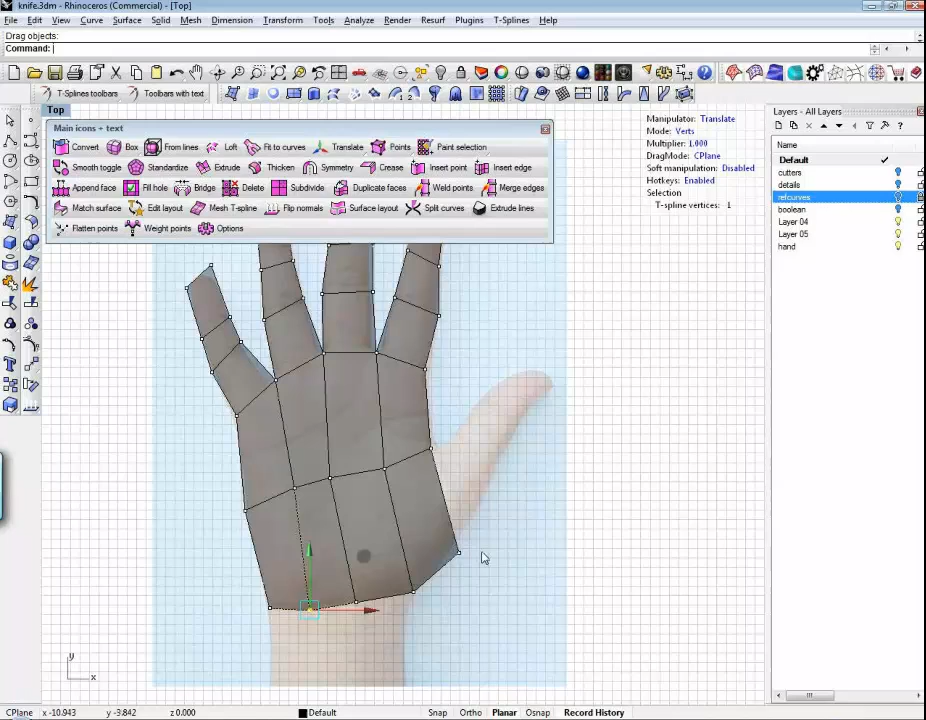 knife.3dm - Rhinoceros (Commercial) - [Top]
File Edit View Curve Surface Solid Mesh Dimension Transform Tools Analyze Render Resurf Plugins T-Splines Help
Drag objects:
Command:
T-Splines toolbars Toolbars with text
Top
Main icons + text
Convert Box From lines Loft Fit to curves Translate Points Paint selection
Smooth toggle Standardize Extrude Thicken Symmetry Crease Insert point Insert edge
Append face Fill hole Bridge Delete Subdivide Duplicate faces Weld points Merge edges
Match surface Edit layout Mesh T-spline Flip normals Surface layout Split curves Extrude lines
Flatten points Weight points Options
Manipulator: Translate
Mode: Verts
Multiplier: 1.000
DragMode: CPlane
Soft manipulation: Disabled
Hotkeys: Enabled
Selection
T-spline vertices: 1
Layers - All Layers
Name
Default
cutters
details
refcurves
boolean
Layer 04
Layer 05
hand
y
x
CPlane x -10.943 y -3.842 z 0.000 Default Snap Ortho Planar Osnap Record History